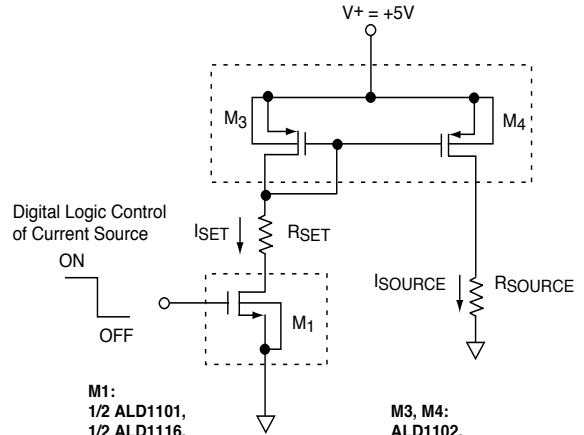 V+ = +5V
M3
M4
Digital Logic Control
of Current Source
ISET
RSET
ON
OFF
ISOURCE
RSOURCE
M1
M1:
1/2 ALD1101,
1/2 ALD1116,
M3, M4:
ALD1102,